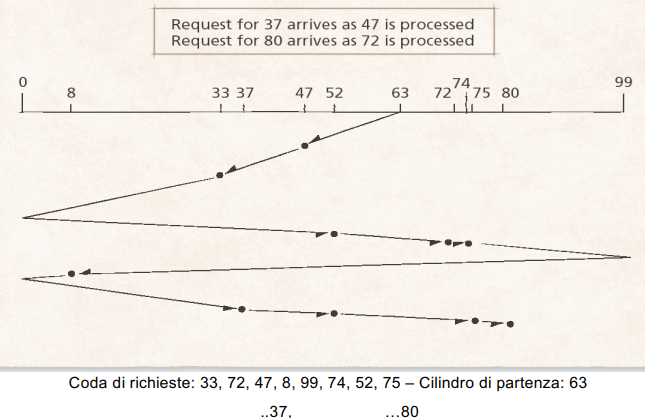 Request for 37 arrives as 47 is processed
Request for 80 arrives as 72 is processed
0 8 33 37 47 52 63 72 74 75 80 99
Coda di richieste: 33, 72, 47, 8, 99, 74, 52, 75 – Cilindro di partenza: 63
..37, ...80